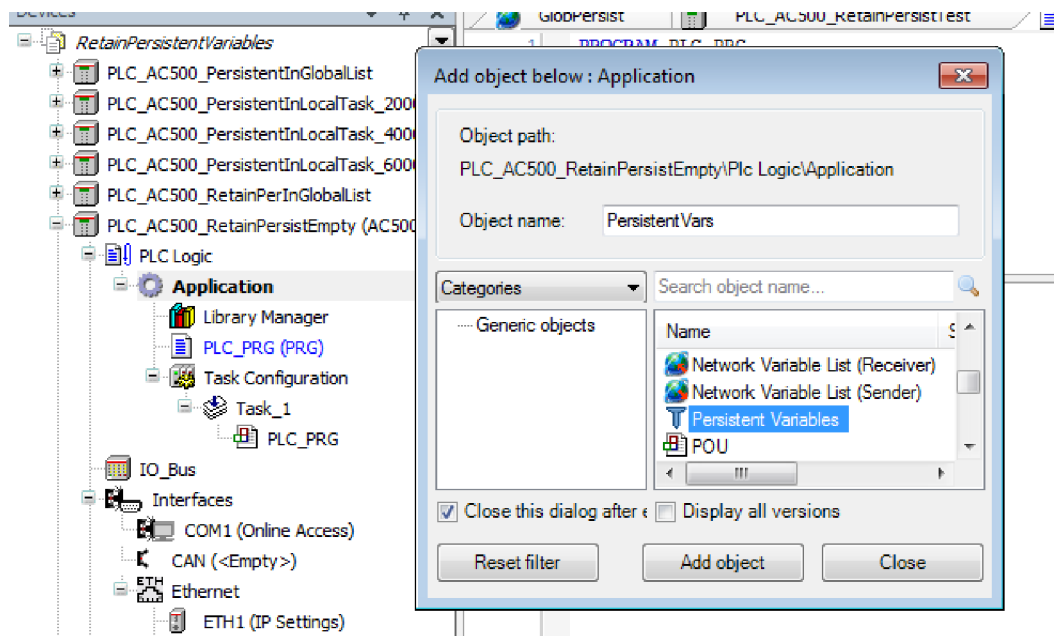 Devices
RetainPersistentVariables
PLC_AC500_PersistentInGlobalList
PLC_AC500_PersistentInLocalTask_200
PLC_AC500_PersistentInLocalTask_400
PLC_AC500_PersistentInLocalTask_600
PLC_AC500_RetainPerInGlobalList
PLC_AC500_RetainPersistEmpty (AC500
PLC Logic
Application
Library Manager
PLC_PRG (PRG)
Task Configuration
Task_1
PLC_PRG
IO_Bus
Interfaces
COM1 (Online Access)
CAN (<Empty>)
ETH
Ethernet
ETH1 (IP Settings)
GlobPersist
PLC_AC500_RetainPersistTest
1 PROGRAM PLC_PRG
Add object below : Application
Object path:
PLC_AC500_RetainPersistEmpty\Plc Logic\Application
Object name: PersistentVars
Categories
Search object name...
Generic objects
Name
Network Variable List (Receiver)
Network Variable List (Sender)
Persistent Variables
POU
Close this dialog after
Display all versions
Reset filter
Add object
Close